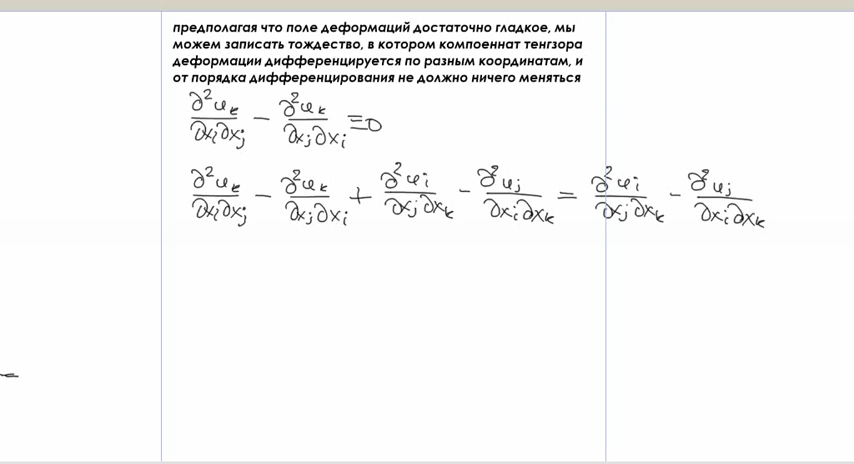 предполагая что поле деформаций достаточно гладкое, мы
можем записать тождество, в котором компоеннат тенгзора
деформации дифференцируется по разным координатам, и
от порядка дифференцирования не должно ничего меняться
∂²u_k/∂x_i∂x_j − ∂²u_k/∂x_j∂x_i ≡ 0
∂²u_k/∂x_i∂x_j − ∂²u_k/∂x_j∂x_i + ∂²u_i/∂x_j∂x_k − ∂²u_j/∂x_i∂x_k = ∂²u_i/∂x_j∂x_k − ∂²u_j/∂x_i∂x_k